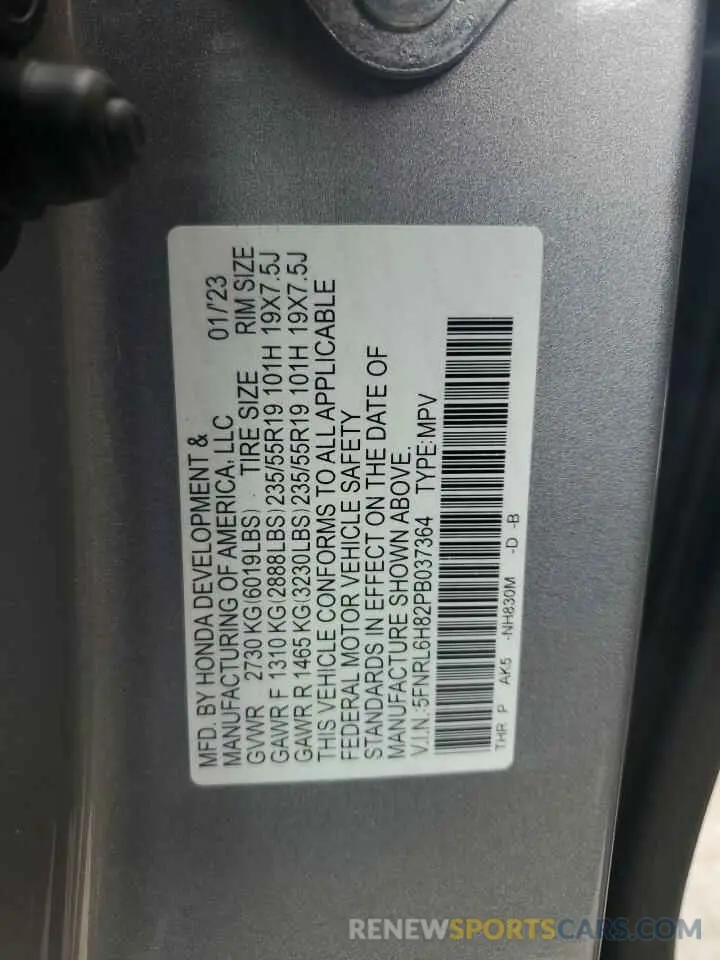 MFD. BY HONDA DEVELOPMENT &
MANUFACTURING OF AMERICA, LLC 01/'23
GVWR 2730 KG(6019LBS) TIRE SIZE RIM SIZE
GAWR F 1310 KG(2888LBS)235/55R19 101H 19X7.5J
GAWR R 1465 KG(3230LBS)235/55R19 101H 19X7.5J
THIS VEHICLE CONFORMS TO ALL APPLICABLE
FEDERAL MOTOR VEHICLE SAFETY
STANDARDS IN EFFECT ON THE DATE OF
MANUFACTURE SHOWN ABOVE.
V.I.N.:5FNRL6H82PB037364 TYPE:MPV
THR P AK5 -NH830M -D -B
RENEWSPORTSCARS.COM